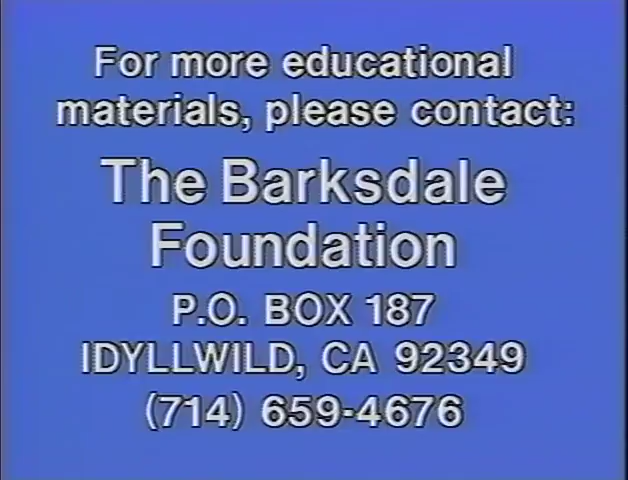 For more educational
materials, please contact:
The Barksdale
Foundation
P.O. BOX 187
IDYLLWILD, CA 92349
(714) 659-4676